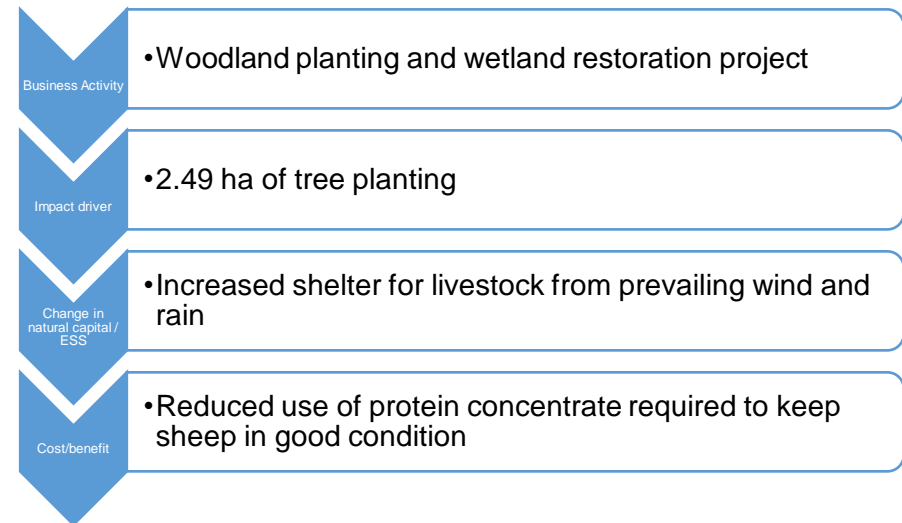 Business Activity
•Woodland planting and wetland restoration project
Impact driver
•2.49 ha of tree planting
Change in
natural capital /
ESS
•Increased shelter for livestock from prevailing wind and
rain
Cost/benefit
•Reduced use of protein concentrate required to keep
sheep in good condition